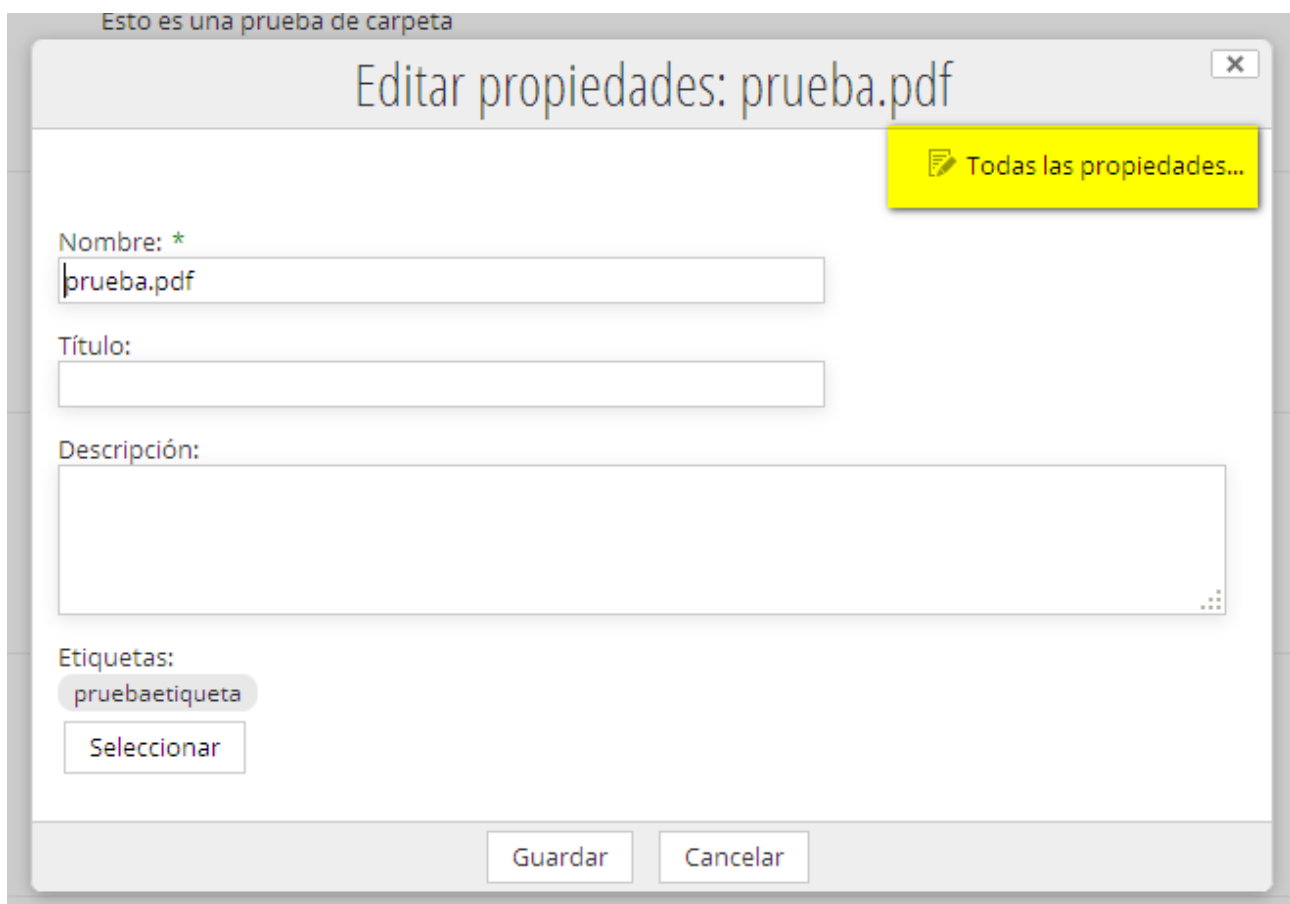 Esto es una prueba de carpeta
Editar propiedades: prueba.pdf
Todas las propiedades...
Nombre: *
prueba.pdf
Título:
Descripción:
Etiquetas:
pruebaetiqueta
Seleccionar
Guardar Cancelar